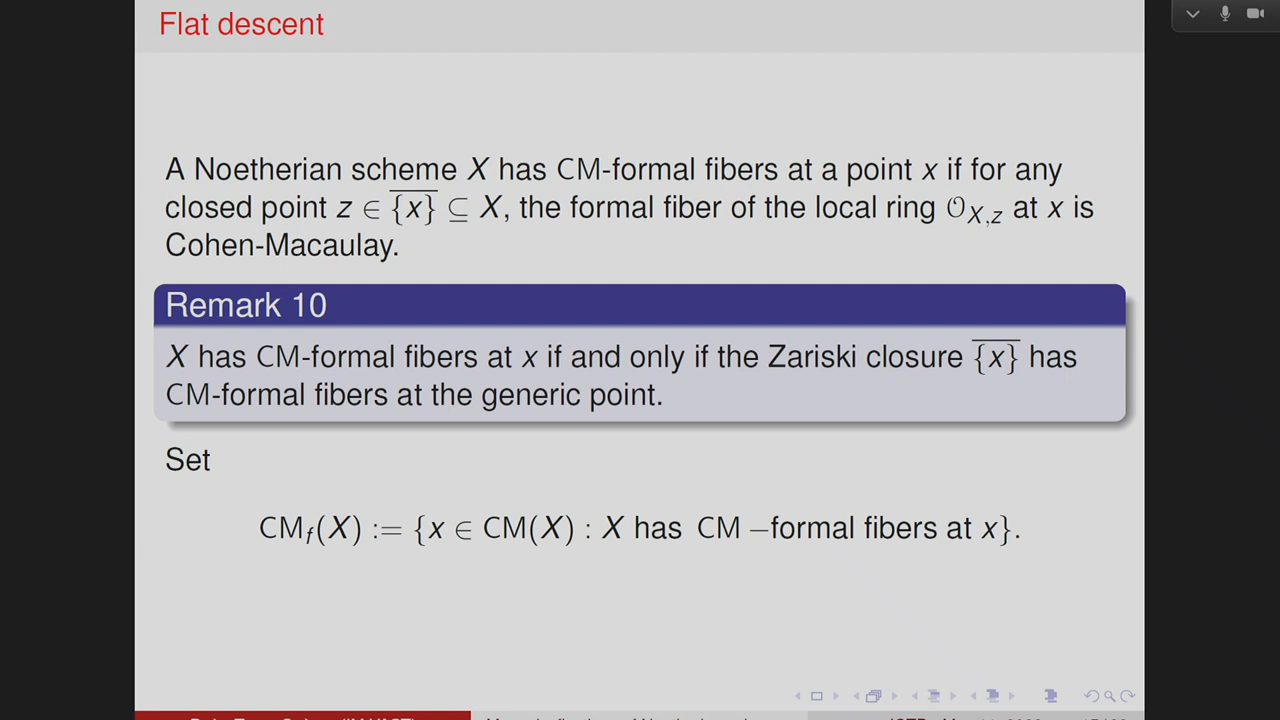 Flat descent
A Noetherian scheme X has CM-formal fibers at a point x if for any
closed point z ∈ \overline{{x}} ⊆ X, the formal fiber of the local ring 𝒪_{X,z} at x is
Cohen-Macaulay.
Remark 10
X has CM-formal fibers at x if and only if the Zariski closure \overline{{x}} has
CM-formal fibers at the generic point.
Set
CM_f(X) := {x ∈ CM(X) : X has CM −formal fibers at x}.